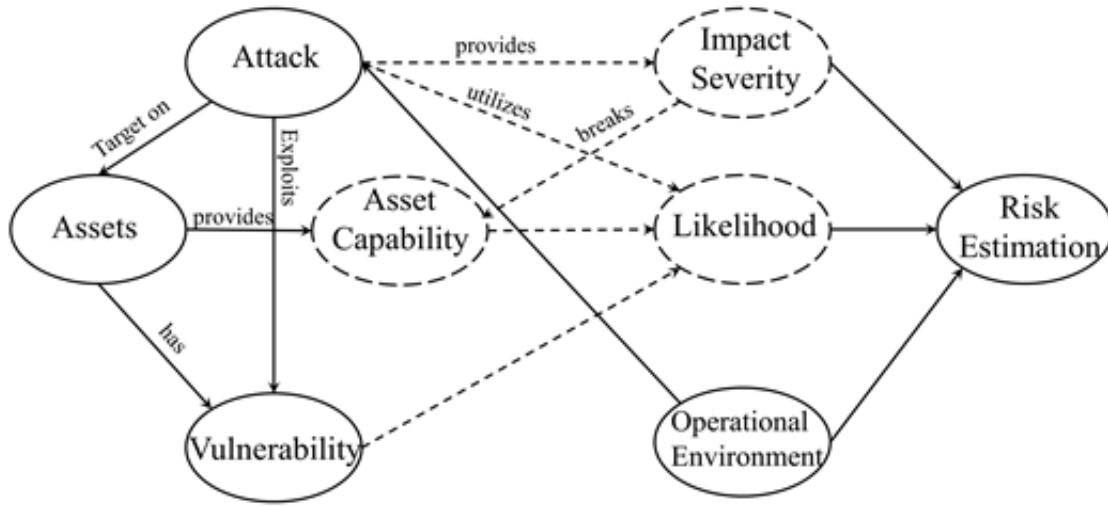 Attack
provides
Impact
Severity
utilizes
Target on
Exploits
breaks
Assets
provides
Asset
Capability
Likelihood
Risk
Estimation
has
Vulnerability
Operational
Environment